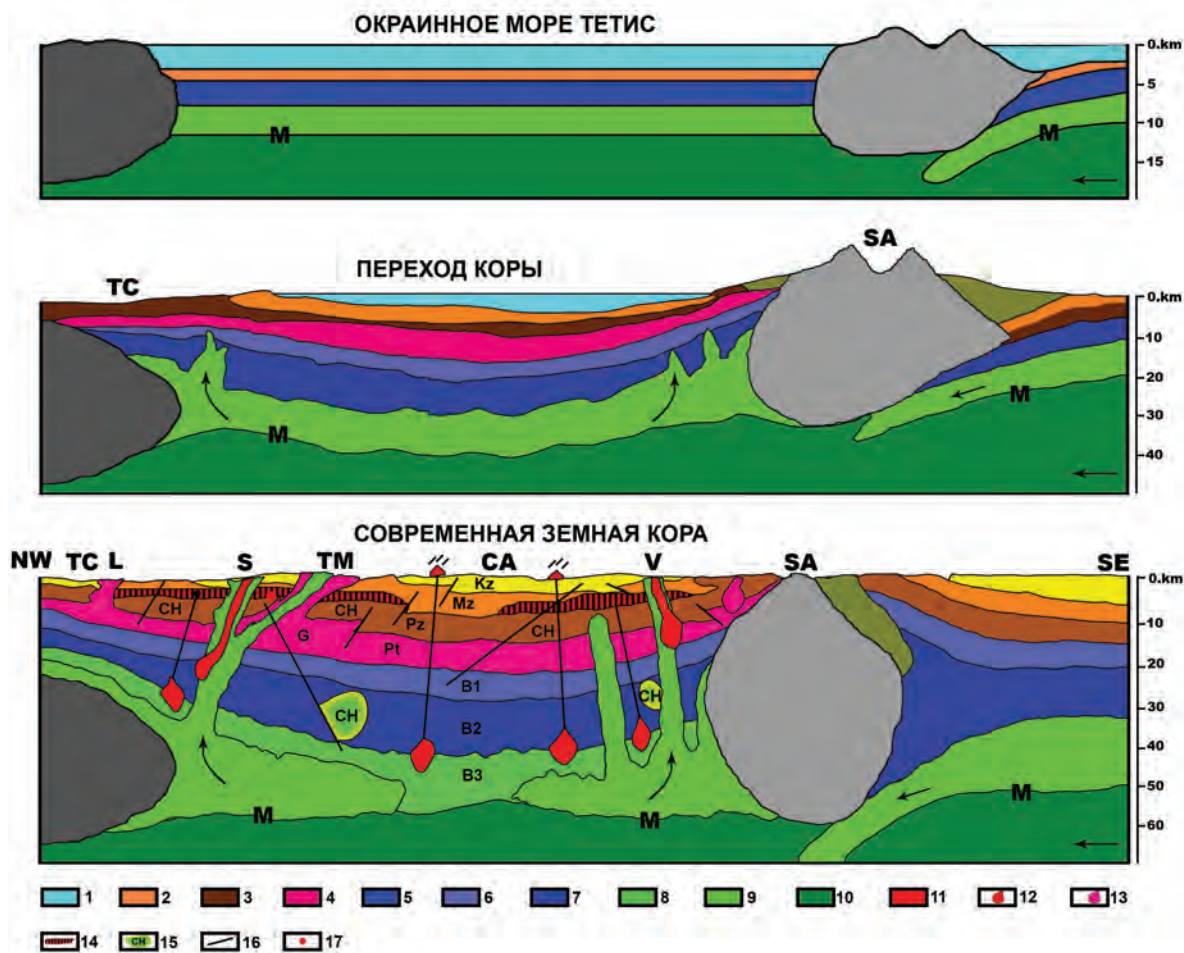 ОКРАИННОЕ МОРЕ ТЕТИС
0.km
5
10
15
M
M
ПЕРЕХОД КОРЫ
SA
TC
0.km
10
20
30
40
M
M
СОВРЕМЕННАЯ ЗЕМНАЯ КОРА
NW TC L S TM CA V SA SE
0.km
10
20
30
40
50
60
Kz
Mz
CH
CH
Pz
CH
G
Pt
B1
CH
CH
B2
B3
M
M
M
1 2 3 4 5 6 7 8 9 10 11 12 13
14 CH 15 16 17